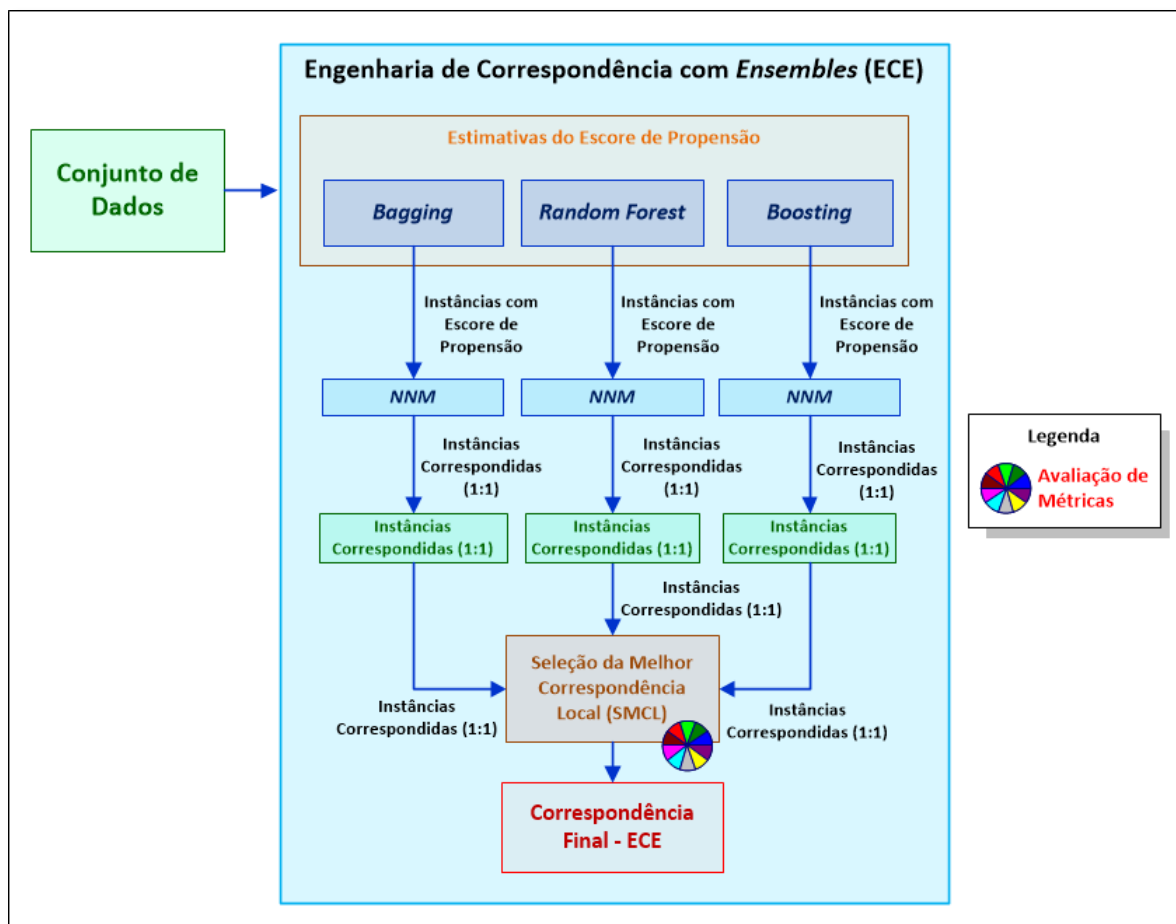 Engenharia de Correspondência com Ensembles (ECE)
Estimativas do Escore de Propensão
Conjunto de
Dados
Bagging
Random Forest
Boosting
Instâncias com
Escore de
Propensão
Instâncias com
Escore de
Propensão
Instâncias com
Escore de
Propensão
NNM
NNM
NNM
Instâncias
Correspondidas
(1:1)
Instâncias
Correspondidas
(1:1)
Instâncias
Correspondidas
(1:1)
Legenda
Avaliação de
Métricas
Instâncias
Correspondidas (1:1)
Instâncias
Correspondidas (1:1)
Instâncias
Correspondidas (1:1)
Instâncias
Correspondidas (1:1)
Seleção da Melhor
Correspondência
Local (SMCL)
Instâncias
Correspondidas (1:1)
Instâncias
Correspondidas (1:1)
Correspondência
Final - ECE